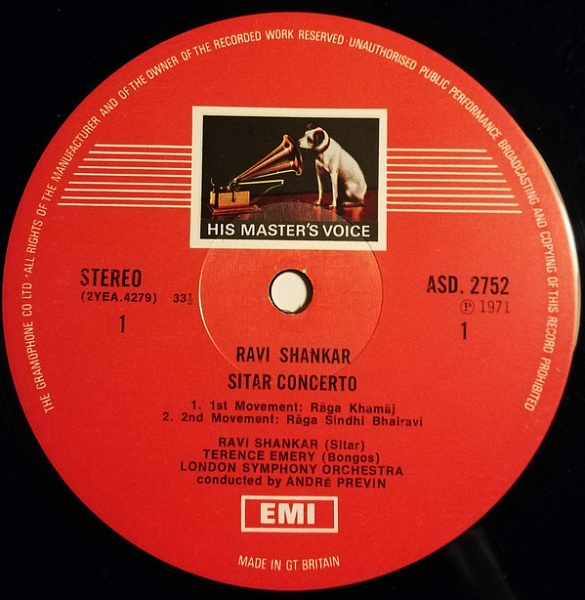 THE GRAMOPHONE CO LTD · ALL RIGHTS OF THE MANUFACTURER AND OF THE OWNER OF THE RECORDED WORK RESERVED · UNAUTHORISED PUBLIC PERFORMANCE BROADCASTING AND COPYING OF THIS RECORD PROHIBITED
HIS MASTER'S VOICE
STEREO
(2YEA.4279) 33⅓
1
ASD. 2752
Ⓟ 1971
1
RAVI SHANKAR
SITAR CONCERTO
1. 1st Movement: Rāga Khamāj
2. 2nd Movement: Rāga Sindhi Bhairavi
RAVI SHANKAR (Sitar)
TERENCE EMERY (Bongos)
LONDON SYMPHONY ORCHESTRA
conducted by ANDRÉ PREVIN
EMI
MADE IN GT BRITAIN